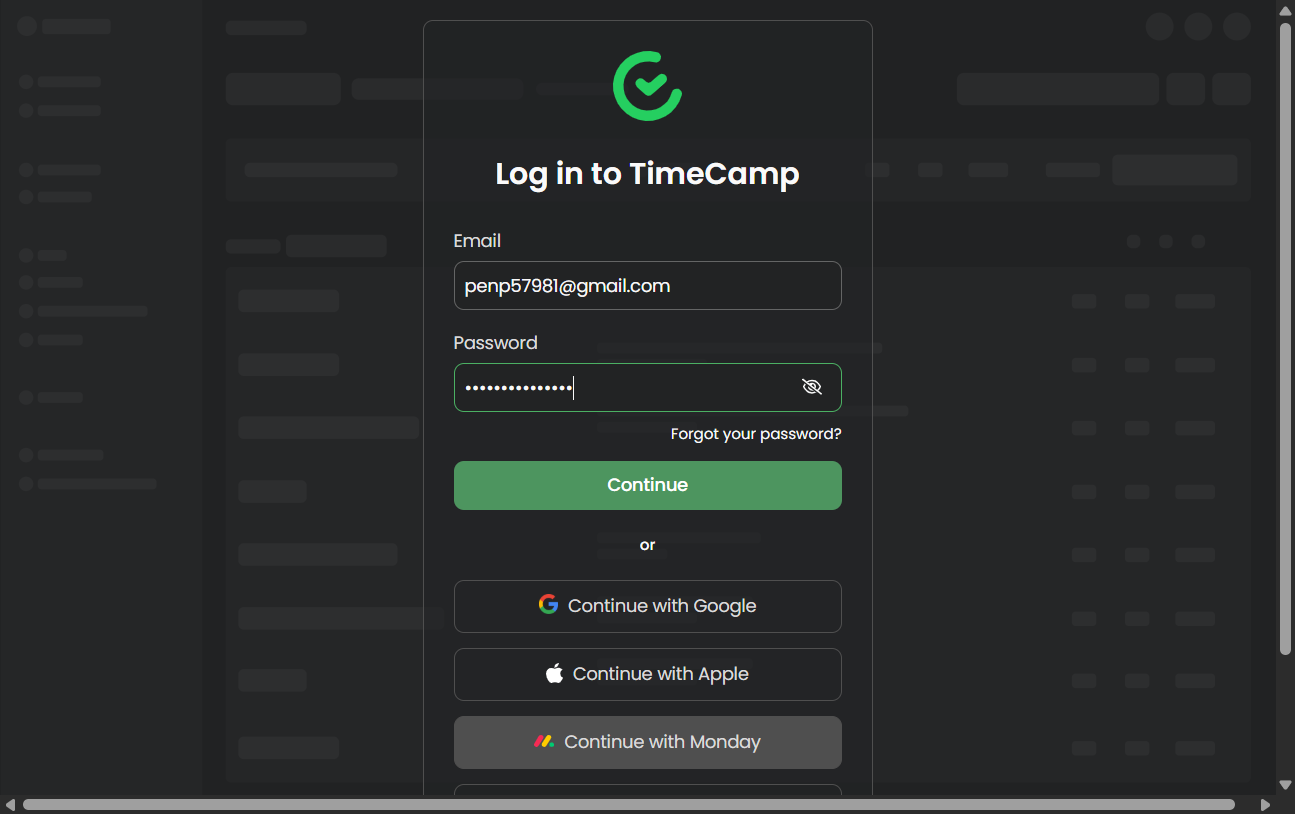 Log in to TimeCamp
Email
penp57981@gmail.com
Password
•••••••••••••••
Forgot your password?
Continue
or
Continue with Google
Continue with Apple
Continue with Monday